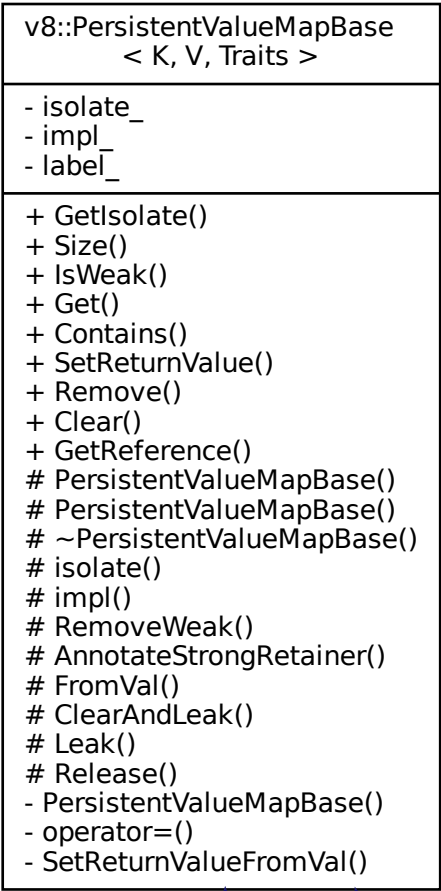 v8::PersistentValueMapBase
< K, V, Traits >
- isolate_
- impl_
- label_
+ GetIsolate()
+ Size()
+ IsWeak()
+ Get()
+ Contains()
+ SetReturnValue()
+ Remove()
+ Clear()
+ GetReference()
# PersistentValueMapBase()
# PersistentValueMapBase()
# ~PersistentValueMapBase()
# isolate()
# impl()
# RemoveWeak()
# AnnotateStrongRetainer()
# FromVal()
# ClearAndLeak()
# Leak()
# Release()
- PersistentValueMapBase()
- operator=()
- SetReturnValueFromVal()